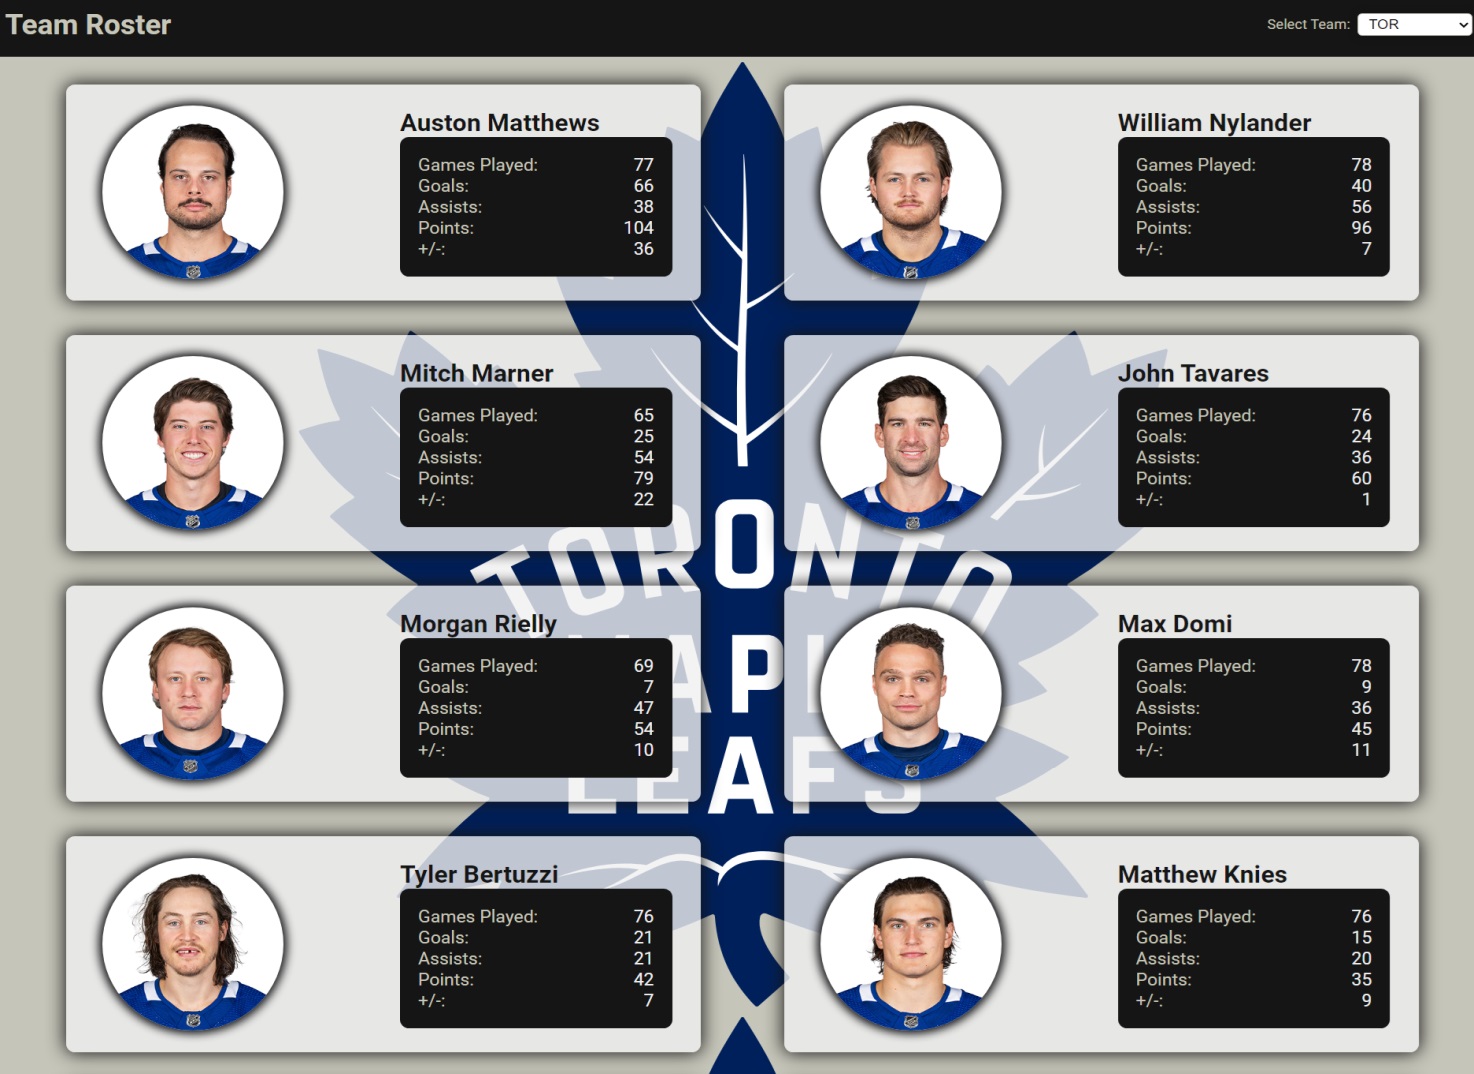 Team Roster
Select Team: TOR
Auston Matthews
Games Played: 77
Goals: 66
Assists: 38
Points: 104
+/-: 36
William Nylander
Games Played: 78
Goals: 40
Assists: 56
Points: 96
+/-: 7
Mitch Marner
Games Played: 65
Goals: 25
Assists: 54
Points: 79
+/-: 22
John Tavares
Games Played: 76
Goals: 24
Assists: 36
Points: 60
+/-: 1
TORONTO
MAPLE
LEAFS
Morgan Rielly
Games Played: 69
Goals: 7
Assists: 47
Points: 54
+/-: 10
Max Domi
Games Played: 78
Goals: 9
Assists: 36
Points: 45
+/-: 11
Tyler Bertuzzi
Games Played: 76
Goals: 21
Assists: 21
Points: 42
+/-: 7
Matthew Knies
Games Played: 76
Goals: 15
Assists: 20
Points: 35
+/-: 9